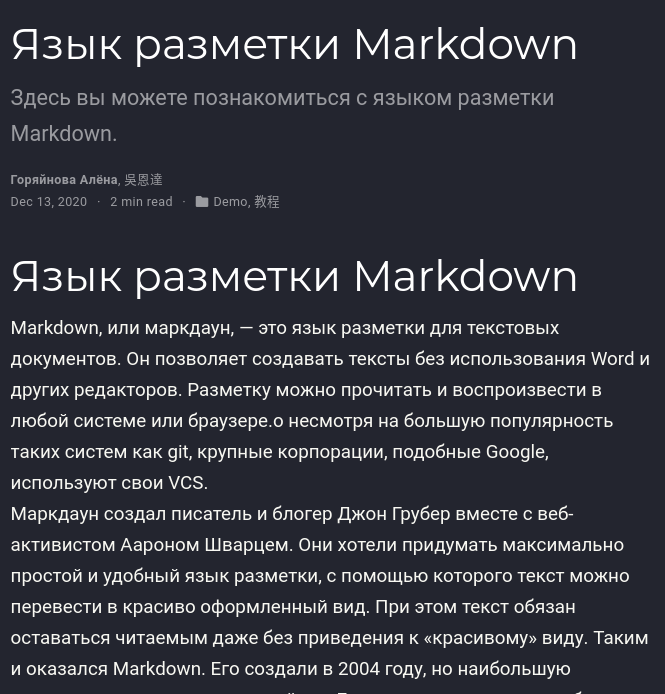 Язык разметки Markdown
Здесь вы можете познакомиться с языком разметки
Markdown.
Горяйнова Алёна, 吳恩達
Dec 13, 2020 · 2 min read · Demo, 教程
Язык разметки Markdown
Markdown, или маркдаун, — это язык разметки для текстовых
документов. Он позволяет создавать тексты без использования Word и
других редакторов. Разметку можно прочитать и воспроизвести в
любой системе или браузере.о несмотря на большую популярность
таких систем как git, крупные корпорации, подобные Google,
используют свои VCS.
Маркдаун создал писатель и блогер Джон Грубер вместе с веб-
активистом Аароном Шварцем. Они хотели придумать максимально
простой и удобный язык разметки, с помощью которого текст можно
перевести в красиво оформленный вид. При этом текст обязан
оставаться читаемым даже без приведения к «красивому» виду. Таким
и оказался Markdown. Его создали в 2004 году, но наибольшую